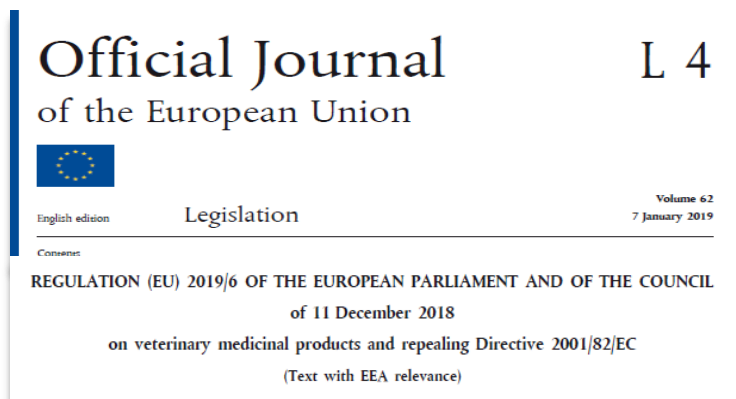 Official Journal L 4
of the European Union
Volume 62
English edition Legislation 7 January 2019
Contents
REGULATION (EU) 2019/6 OF THE EUROPEAN PARLIAMENT AND OF THE COUNCIL
of 11 December 2018
on veterinary medicinal products and repealing Directive 2001/82/EC
(Text with EEA relevance)